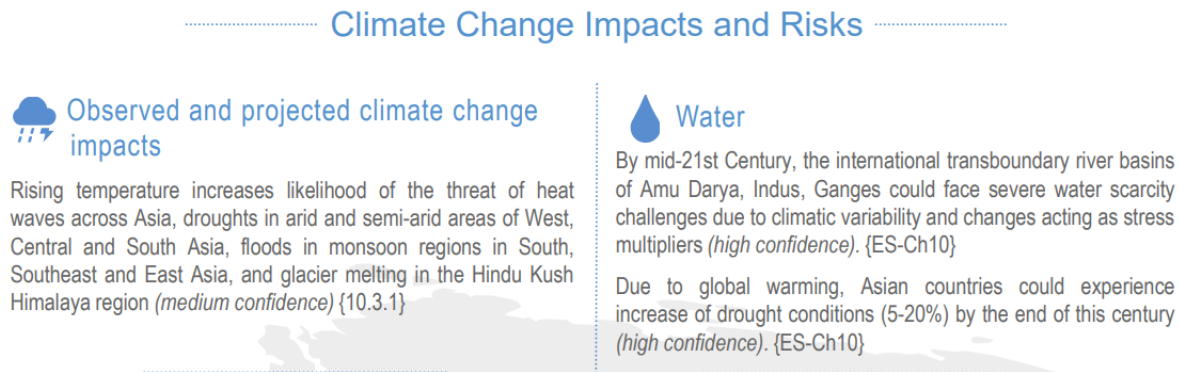 Climate Change Impacts and Risks
Observed and projected climate change
impacts
Rising temperature increases likelihood of the threat of heat
waves across Asia, droughts in arid and semi-arid areas of West,
Central and South Asia, floods in monsoon regions in South,
Southeast and East Asia, and glacier melting in the Hindu Kush
Himalaya region (medium confidence) {10.3.1}
Water
By mid-21st Century, the international transboundary river basins
of Amu Darya, Indus, Ganges could face severe water scarcity
challenges due to climatic variability and changes acting as stress
multipliers (high confidence). {ES-Ch10}
Due to global warming, Asian countries could experience
increase of drought conditions (5-20%) by the end of this century
(high confidence). {ES-Ch10}